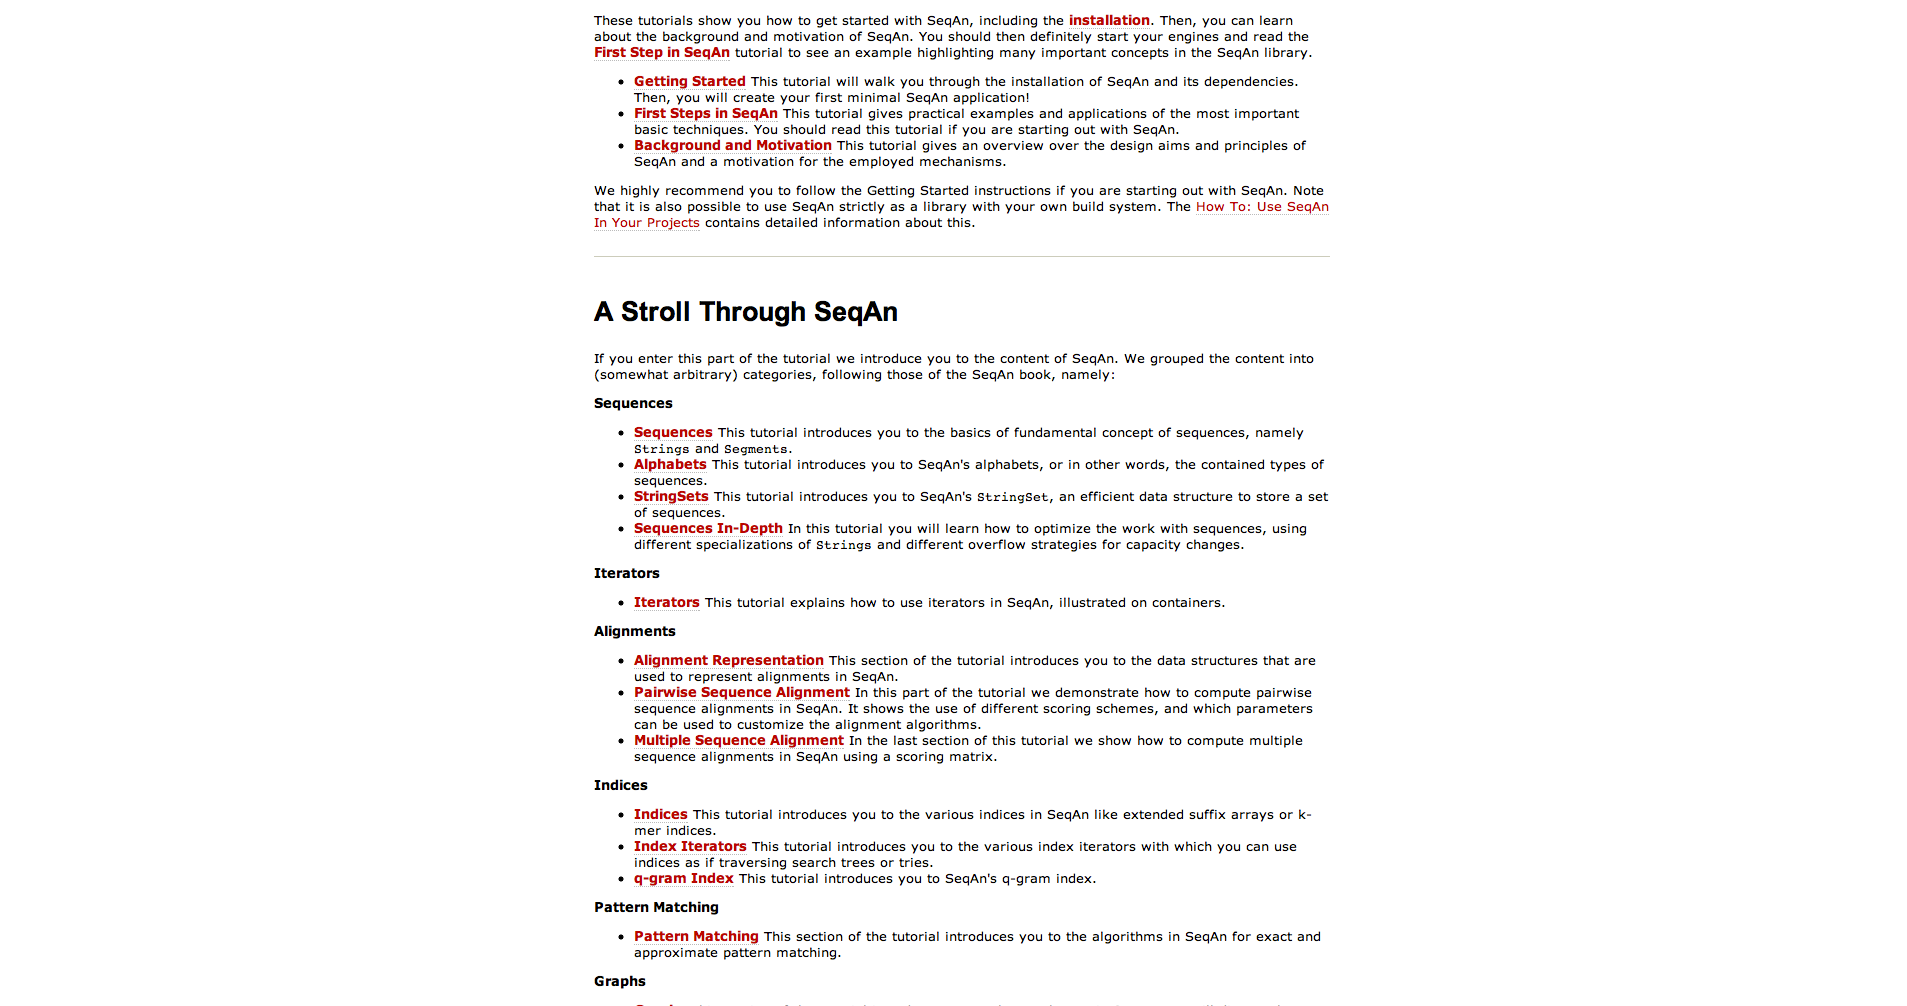 These tutorials show you how to get started with SeqAn, including the installation. Then, you can learn
about the background and motivation of SeqAn. You should then definitely start your engines and read the
First Step in SeqAn tutorial to see an example highlighting many important concepts in the SeqAn library.
• Getting Started This tutorial will walk you through the installation of SeqAn and its dependencies.
Then, you will create your first minimal SeqAn application!
• First Steps in SeqAn This tutorial gives practical examples and applications of the most important
basic techniques. You should read this tutorial if you are starting out with SeqAn.
• Background and Motivation This tutorial gives an overview over the design aims and principles of
SeqAn and a motivation for the employed mechanisms.
We highly recommend you to follow the Getting Started instructions if you are starting out with SeqAn. Note
that it is also possible to use SeqAn strictly as a library with your own build system. The How To: Use SeqAn
In Your Projects contains detailed information about this.
A Stroll Through SeqAn
If you enter this part of the tutorial we introduce you to the content of SeqAn. We grouped the content into
(somewhat arbitrary) categories, following those of the SeqAn book, namely:
Sequences
• Sequences This tutorial introduces you to the basics of fundamental concept of sequences, namely
Strings and Segments.
• Alphabets This tutorial introduces you to SeqAn's alphabets, or in other words, the contained types of
sequences.
• StringSets This tutorial introduces you to SeqAn's StringSet, an efficient data structure to store a set
of sequences.
• Sequences In-Depth In this tutorial you will learn how to optimize the work with sequences, using
different specializations of Strings and different overflow strategies for capacity changes.
Iterators
• Iterators This tutorial explains how to use iterators in SeqAn, illustrated on containers.
Alignments
• Alignment Representation This section of the tutorial introduces you to the data structures that are
used to represent alignments in SeqAn.
• Pairwise Sequence Alignment In this part of the tutorial we demonstrate how to compute pairwise
sequence alignments in SeqAn. It shows the use of different scoring schemes, and which parameters
can be used to customize the alignment algorithms.
• Multiple Sequence Alignment In the last section of this tutorial we show how to compute multiple
sequence alignments in SeqAn using a scoring matrix.
Indices
• Indices This tutorial introduces you to the various indices in SeqAn like extended suffix arrays or k-
mer indices.
• Index Iterators This tutorial introduces you to the various index iterators with which you can use
indices as if traversing search trees or tries.
• q-gram Index This tutorial introduces you to SeqAn's q-gram index.
Pattern Matching
• Pattern Matching This section of the tutorial introduces you to the algorithms in SeqAn for exact and
approximate pattern matching.
Graphs